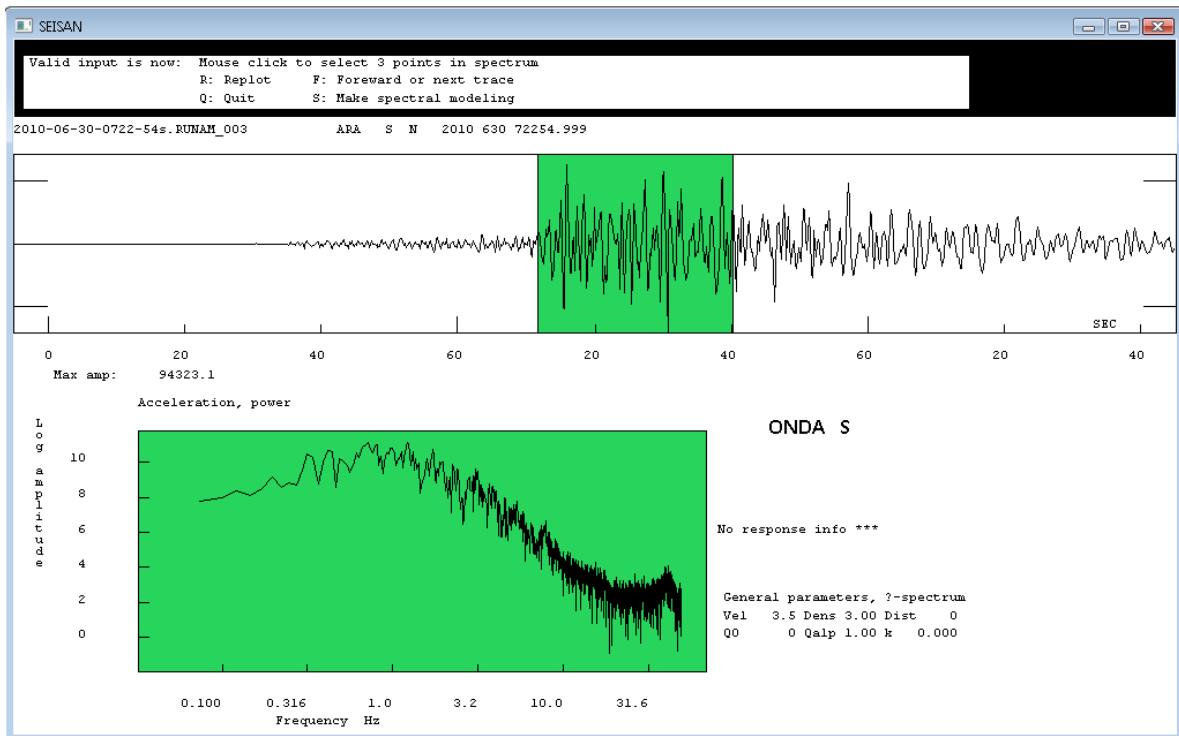 SEISAN
Valid input is now: Mouse click to select 3 points in spectrum
R: Replot F: Foreward or next trace
Q: Quit S: Make spectral modeling
2010-06-30-0722-54s.RUNAM_003 ARA S N 2010 630 72254.999
SEC
0 20 40 60 20 40 60 20 40
Max amp: 94323.1
Acceleration, power
Log amplitude
10
8
6
4
2
0
0.100 0.316 1.0 3.2 10.0 31.6
Frequency Hz
ONDA S
No response info ***
General parameters, ?-spectrum
Vel 3.5 Dens 3.00 Dist 0
Q0 0 Qalp 1.00 k 0.000